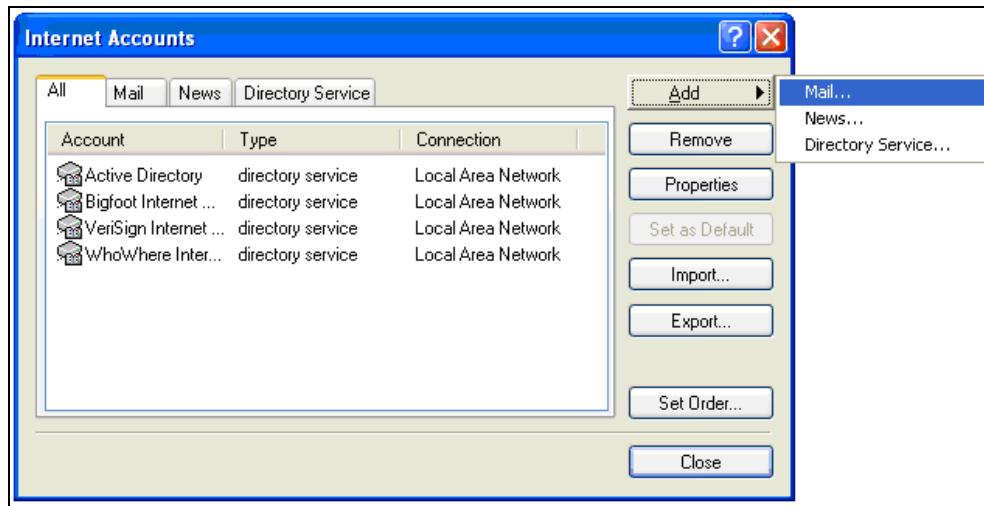 Internet Accounts
All Mail News Directory Service
Add
Mail...
News...
Directory Service...
Account Type Connection
Remove
Active Directory directory service Local Area Network
Properties
Bigfoot Internet ... directory service Local Area Network
VeriSign Internet ... directory service Local Area Network
Set as Default
WhoWhere Inter... directory service Local Area Network
Import...
Export...
Set Order...
Close